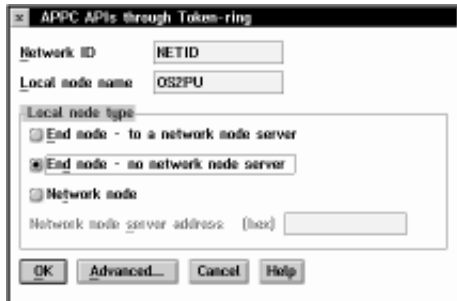 APPC APIs through Token-ring
Network ID NETID
Local node name OS2PU
Local node type
End node - to a network node server
End node - no network node server
Network node
Network node server address (hex)
OK Advanced... Cancel Help